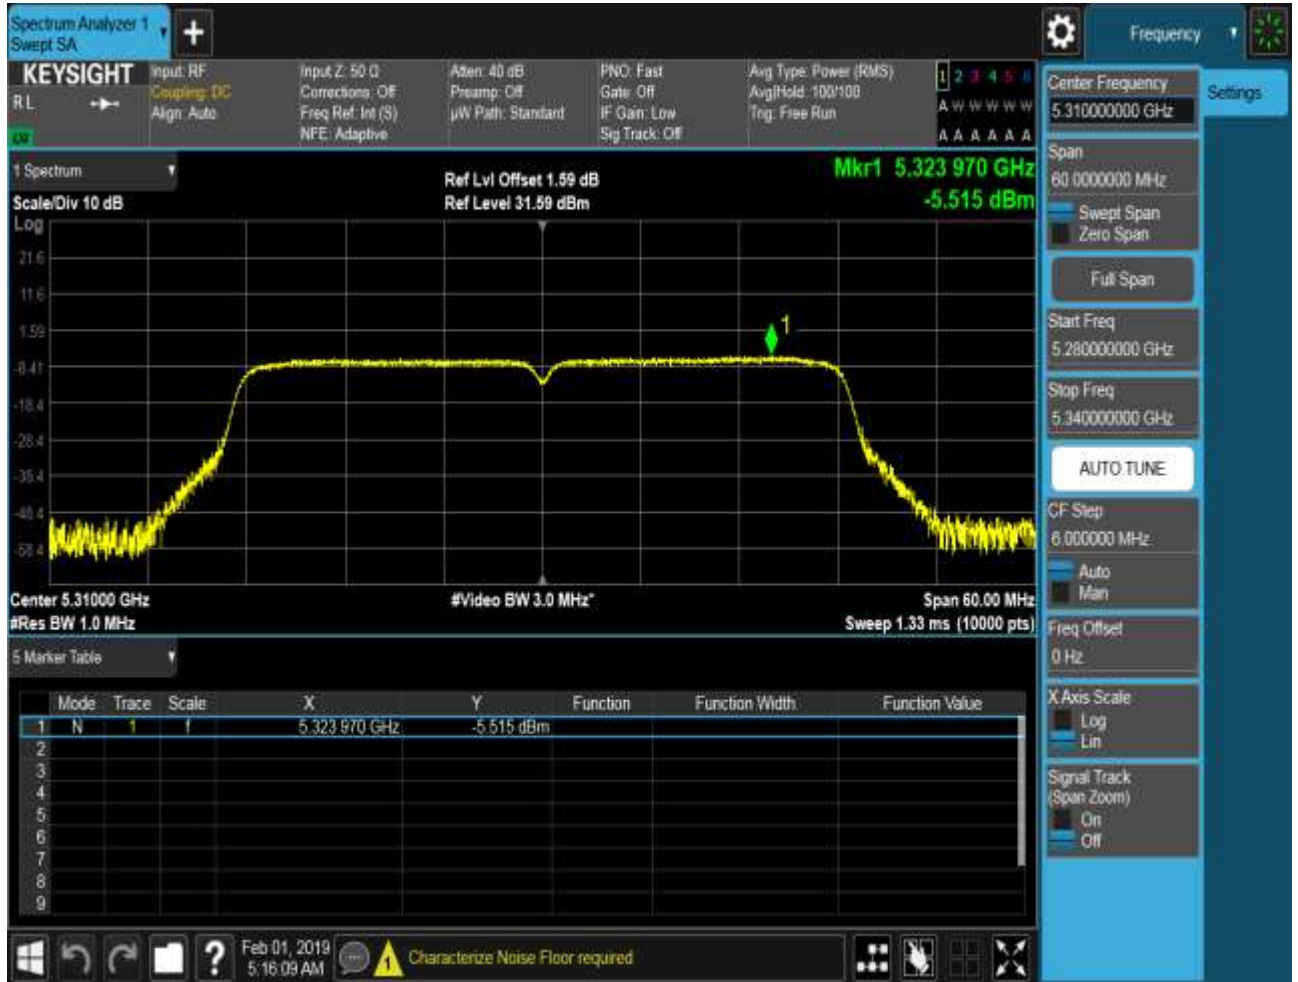 Spectrum Analyzer 1
Swept SA
+
Frequency
KEYSIGHT
R L
Input: RF
Coupling: DC
Align: Auto
Input Z: 50 Ω
Corrections: Off
Freq Ref: Int (S)
NFE: Adaptive
Atten: 40 dB
Preamp: Off
µW Path: Standard
PNO: Fast
Gate: Off
IF Gain: Low
Sig Track: Off
Avg Type: Power (RMS)
Avg|Hold: 100/100
Trig: Free Run
1 2 3 4 5 6
A W W W W W
A A A A A A
1 Spectrum
Scale/Div 10 dB
Ref Lvl Offset 1.59 dB
Ref Level 31.59 dBm
Mkr1 5.323 970 GHz
-5.515 dBm
Log
21.6
11.6
1.59
-8.41
-18.4
-28.4
-38.4
-48.4
-58.4
1
Center 5.31000 GHz
#Res BW 1.0 MHz
#Video BW 3.0 MHz*
Span 60.00 MHz
Sweep 1.33 ms (10000 pts)
5 Marker Table
Mode Trace Scale X Y Function Function Width Function Value
1 N 1 f 5.323 970 GHz -5.515 dBm
2
3
4
5
6
7
8
9
Feb 01, 2019
5:16:09 AM
?
1
Characterize Noise Floor required
Settings
Center Frequency
5.310000000 GHz
Span
60.0000000 MHz
Swept Span
Zero Span
Full Span
Start Freq
5.280000000 GHz
Stop Freq
5.340000000 GHz
AUTO TUNE
CF Step
6.000000 MHz
Auto
Man
Freq Offset
0 Hz
X Axis Scale
Log
Lin
Signal Track
(Span Zoom)
On
Off